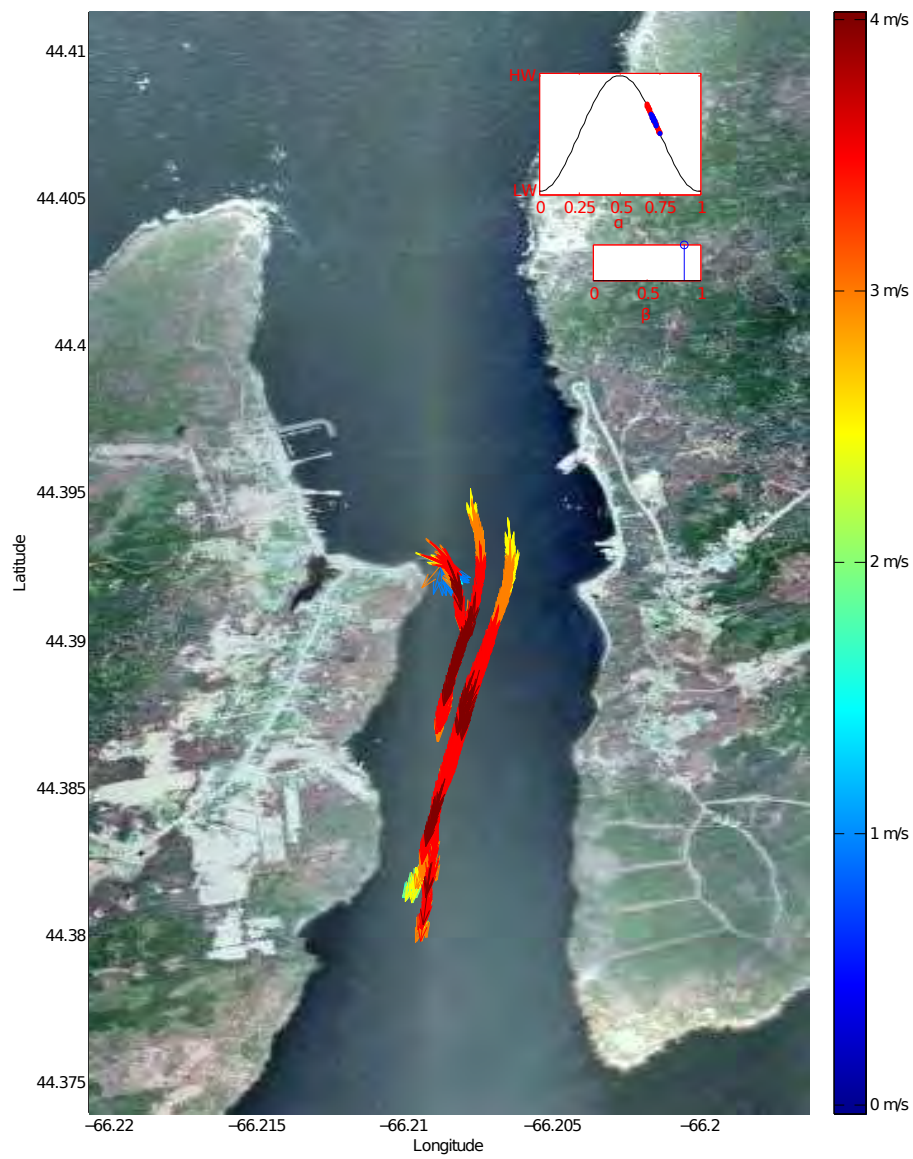 44.41
44.405
44.4
44.395
44.39
44.385
44.38
44.375
Latitude
−66.22
−66.215
−66.21
−66.205
−66.2
Longitude
HW
LW
0
0.25
0.5
0.75
1
α
0
0.5
1
β
4 m/s
3 m/s
2 m/s
1 m/s
0 m/s